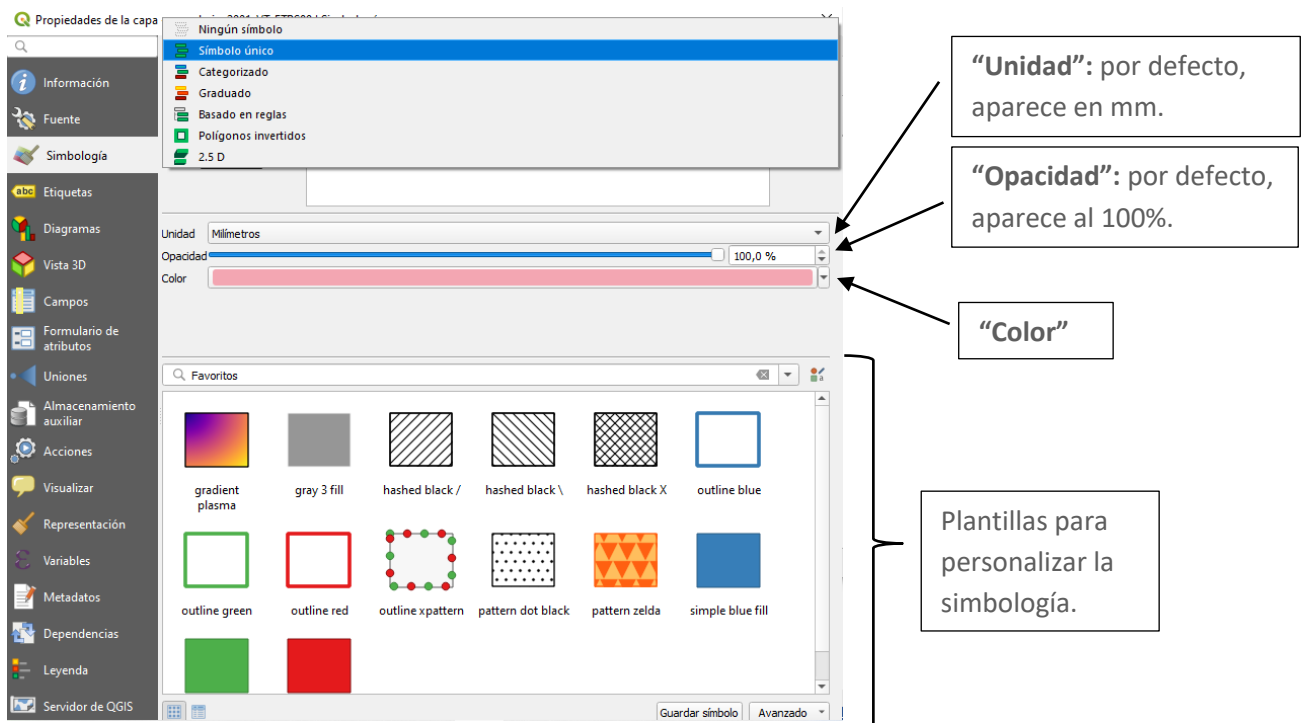 Propiedades de la capa
Ningún símbolo
Símbolo único
Categorizado
Graduado
Basado en reglas
Polígonos invertidos
2.5 D
Información
Fuente
Simbología
abc Etiquetas
Diagramas
Vista 3D
Campos
Formulario de
atributos
Uniones
Almacenamiento
auxiliar
Acciones
Visualizar
Representación
Variables
Metadatos
Dependencias
Leyenda
Servidor de QGIS
Unidad Milímetros
Opacidad 100,0 %
Color
Favoritos
gradient
plasma
gray 3 fill
hashed black /
hashed black \
hashed black X
outline blue
outline green
outline red
outline xpattern
pattern dot black
pattern zelda
simple blue fill
Guardar símbolo
Avanzado
“Unidad”: por defecto,
aparece en mm.
“Opacidad”: por defecto,
aparece al 100%.
“Color”
Plantillas para
personalizar la
simbología.